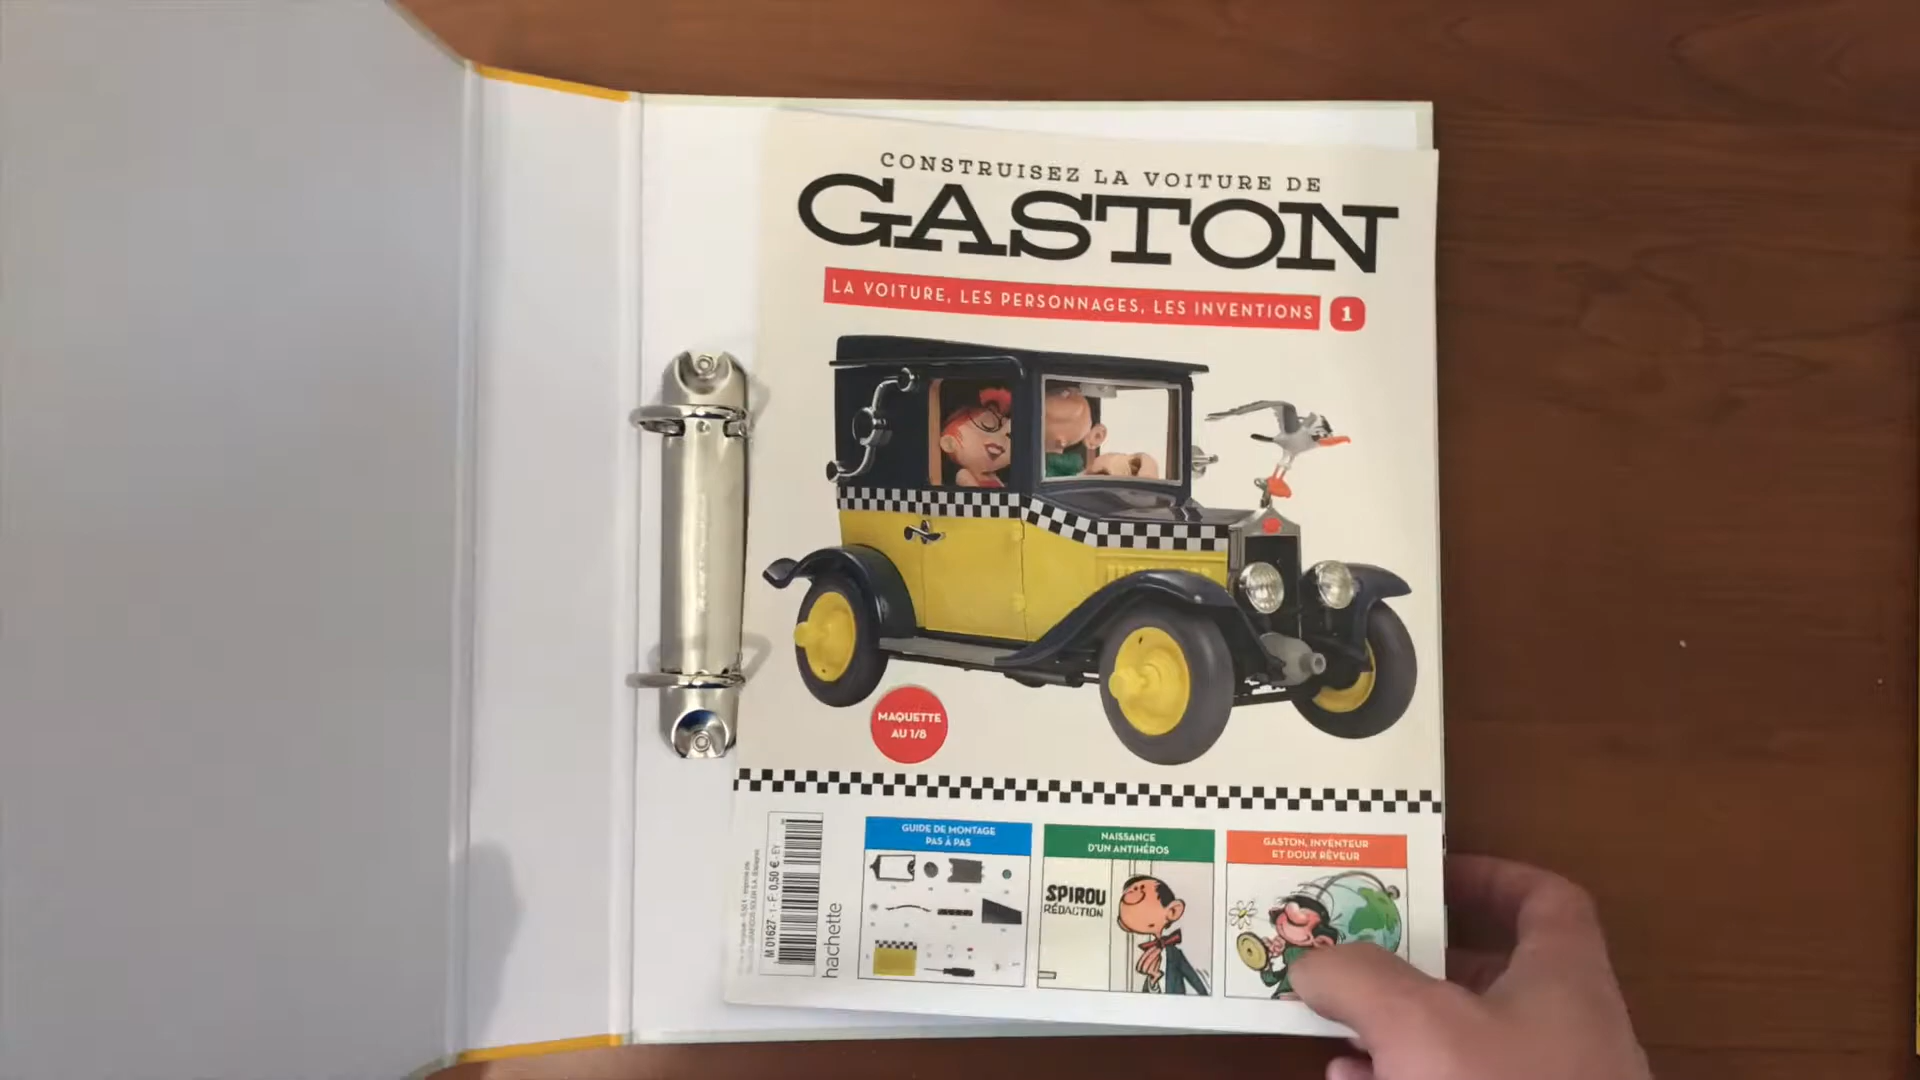 CONSTRUISEZ LA VOITURE DE
GASTON
LA VOITURE, LES PERSONNAGES, LES INVENTIONS 1
MAQUETTE
AU 1/8
M 01627 - 1 - F: 0,50 € - EY
hachette
GUIDE DE MONTAGE
PAS À PAS
NAISSANCE
D'UN ANTIHÉROS
SPIROU
RÉDACTION
GASTON, INVENTEUR
ET DOUX RÊVEUR